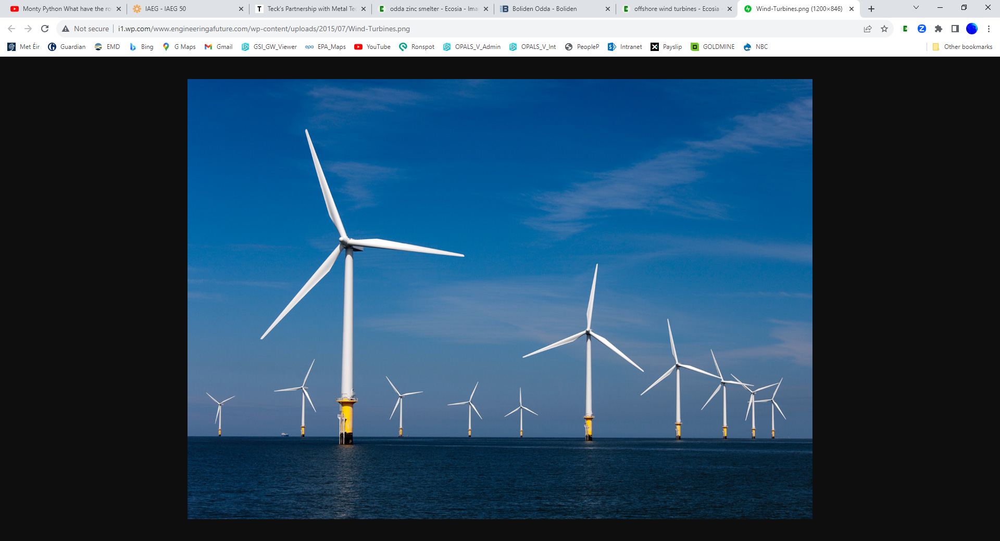 Monty Python What have the ro
IAEG - IAEG 50
Teck's Partnership with Metal Te
odda zinc smelter - Ecosia - Ima
Boliden Odda - Boliden
offshore wind turbines - Ecosia
Wind-Turbines.png (1200×846)
Not secure
i1.wp.com/www.engineeringafuture.com/wp-content/uploads/2015/07/Wind-Turbines.png
Met Éir
Guardian
EMD
Bing
G Maps
Gmail
GSI_GW_Viewer
epa EPA_Maps
YouTube
Ronspot
OPALS_V_Admin
OPALS_V_Int
PeopleP
Intranet
Payslip
GOLDMINE
NBC
Other bookmarks